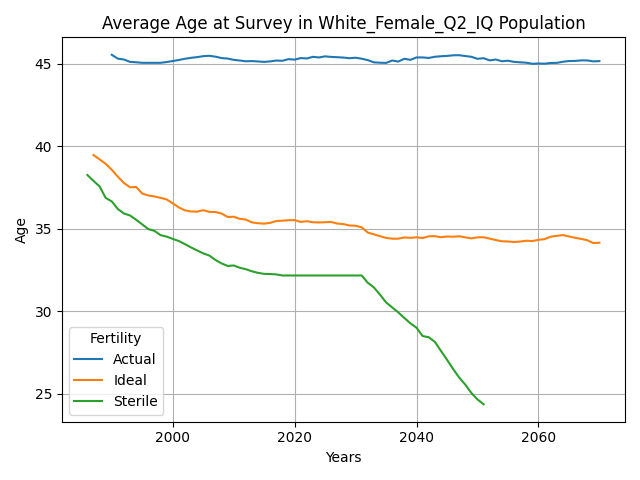 Average Age at Survey in White_Female_Q2_IQ Population
Age
45
40
35
30
25
Fertility
Actual
Ideal
Sterile
2000
2020
2040
2060
Years